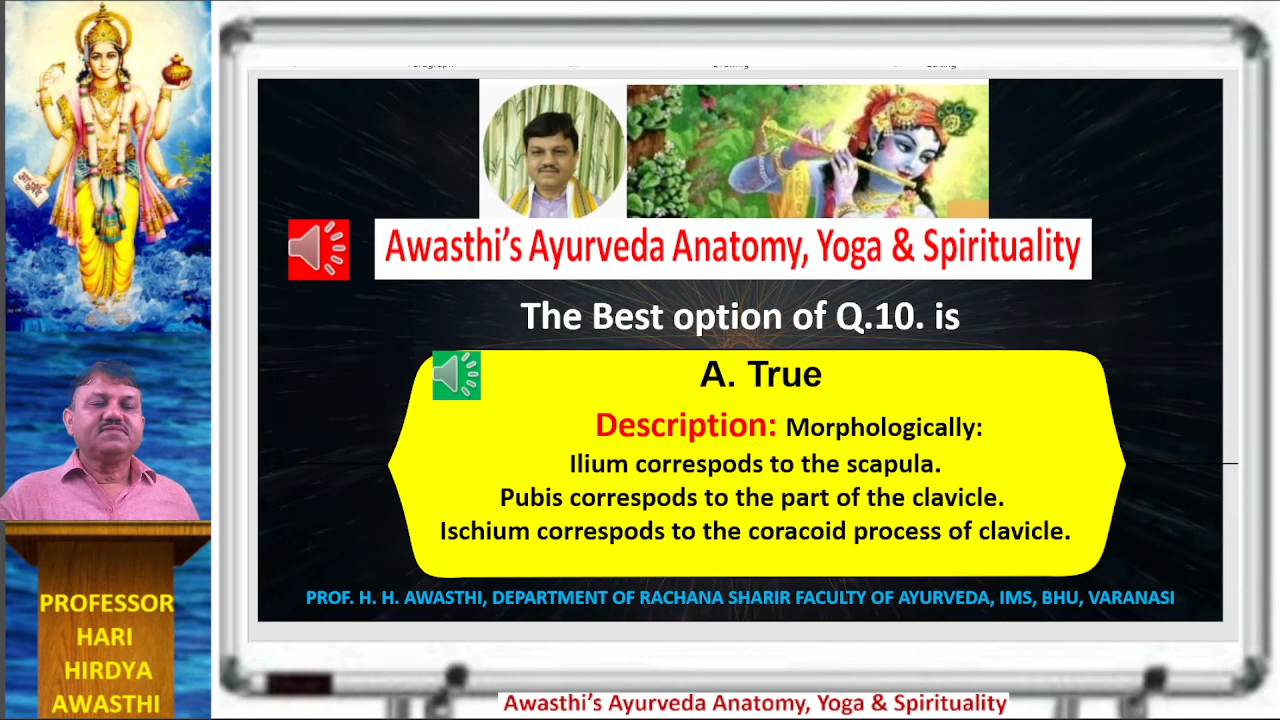 Awasthi's Ayurveda Anatomy, Yoga & Spirituality
The Best option of Q.10. is
A. True
Description: Morphologically:
Ilium correspods to the scapula.
Pubis correspods to the part of the clavicle.
Ischium correspods to the coracoid process of clavicle.
PROF. H. H. AWASTHI, DEPARTMENT OF RACHANA SHARIR FACULTY OF AYURVEDA, IMS, BHU, VARANASI
PROFESSOR
HARI
HIRDYA
AWASTHI
Awasthi's Ayurveda Anatomy, Yoga & Spirituality